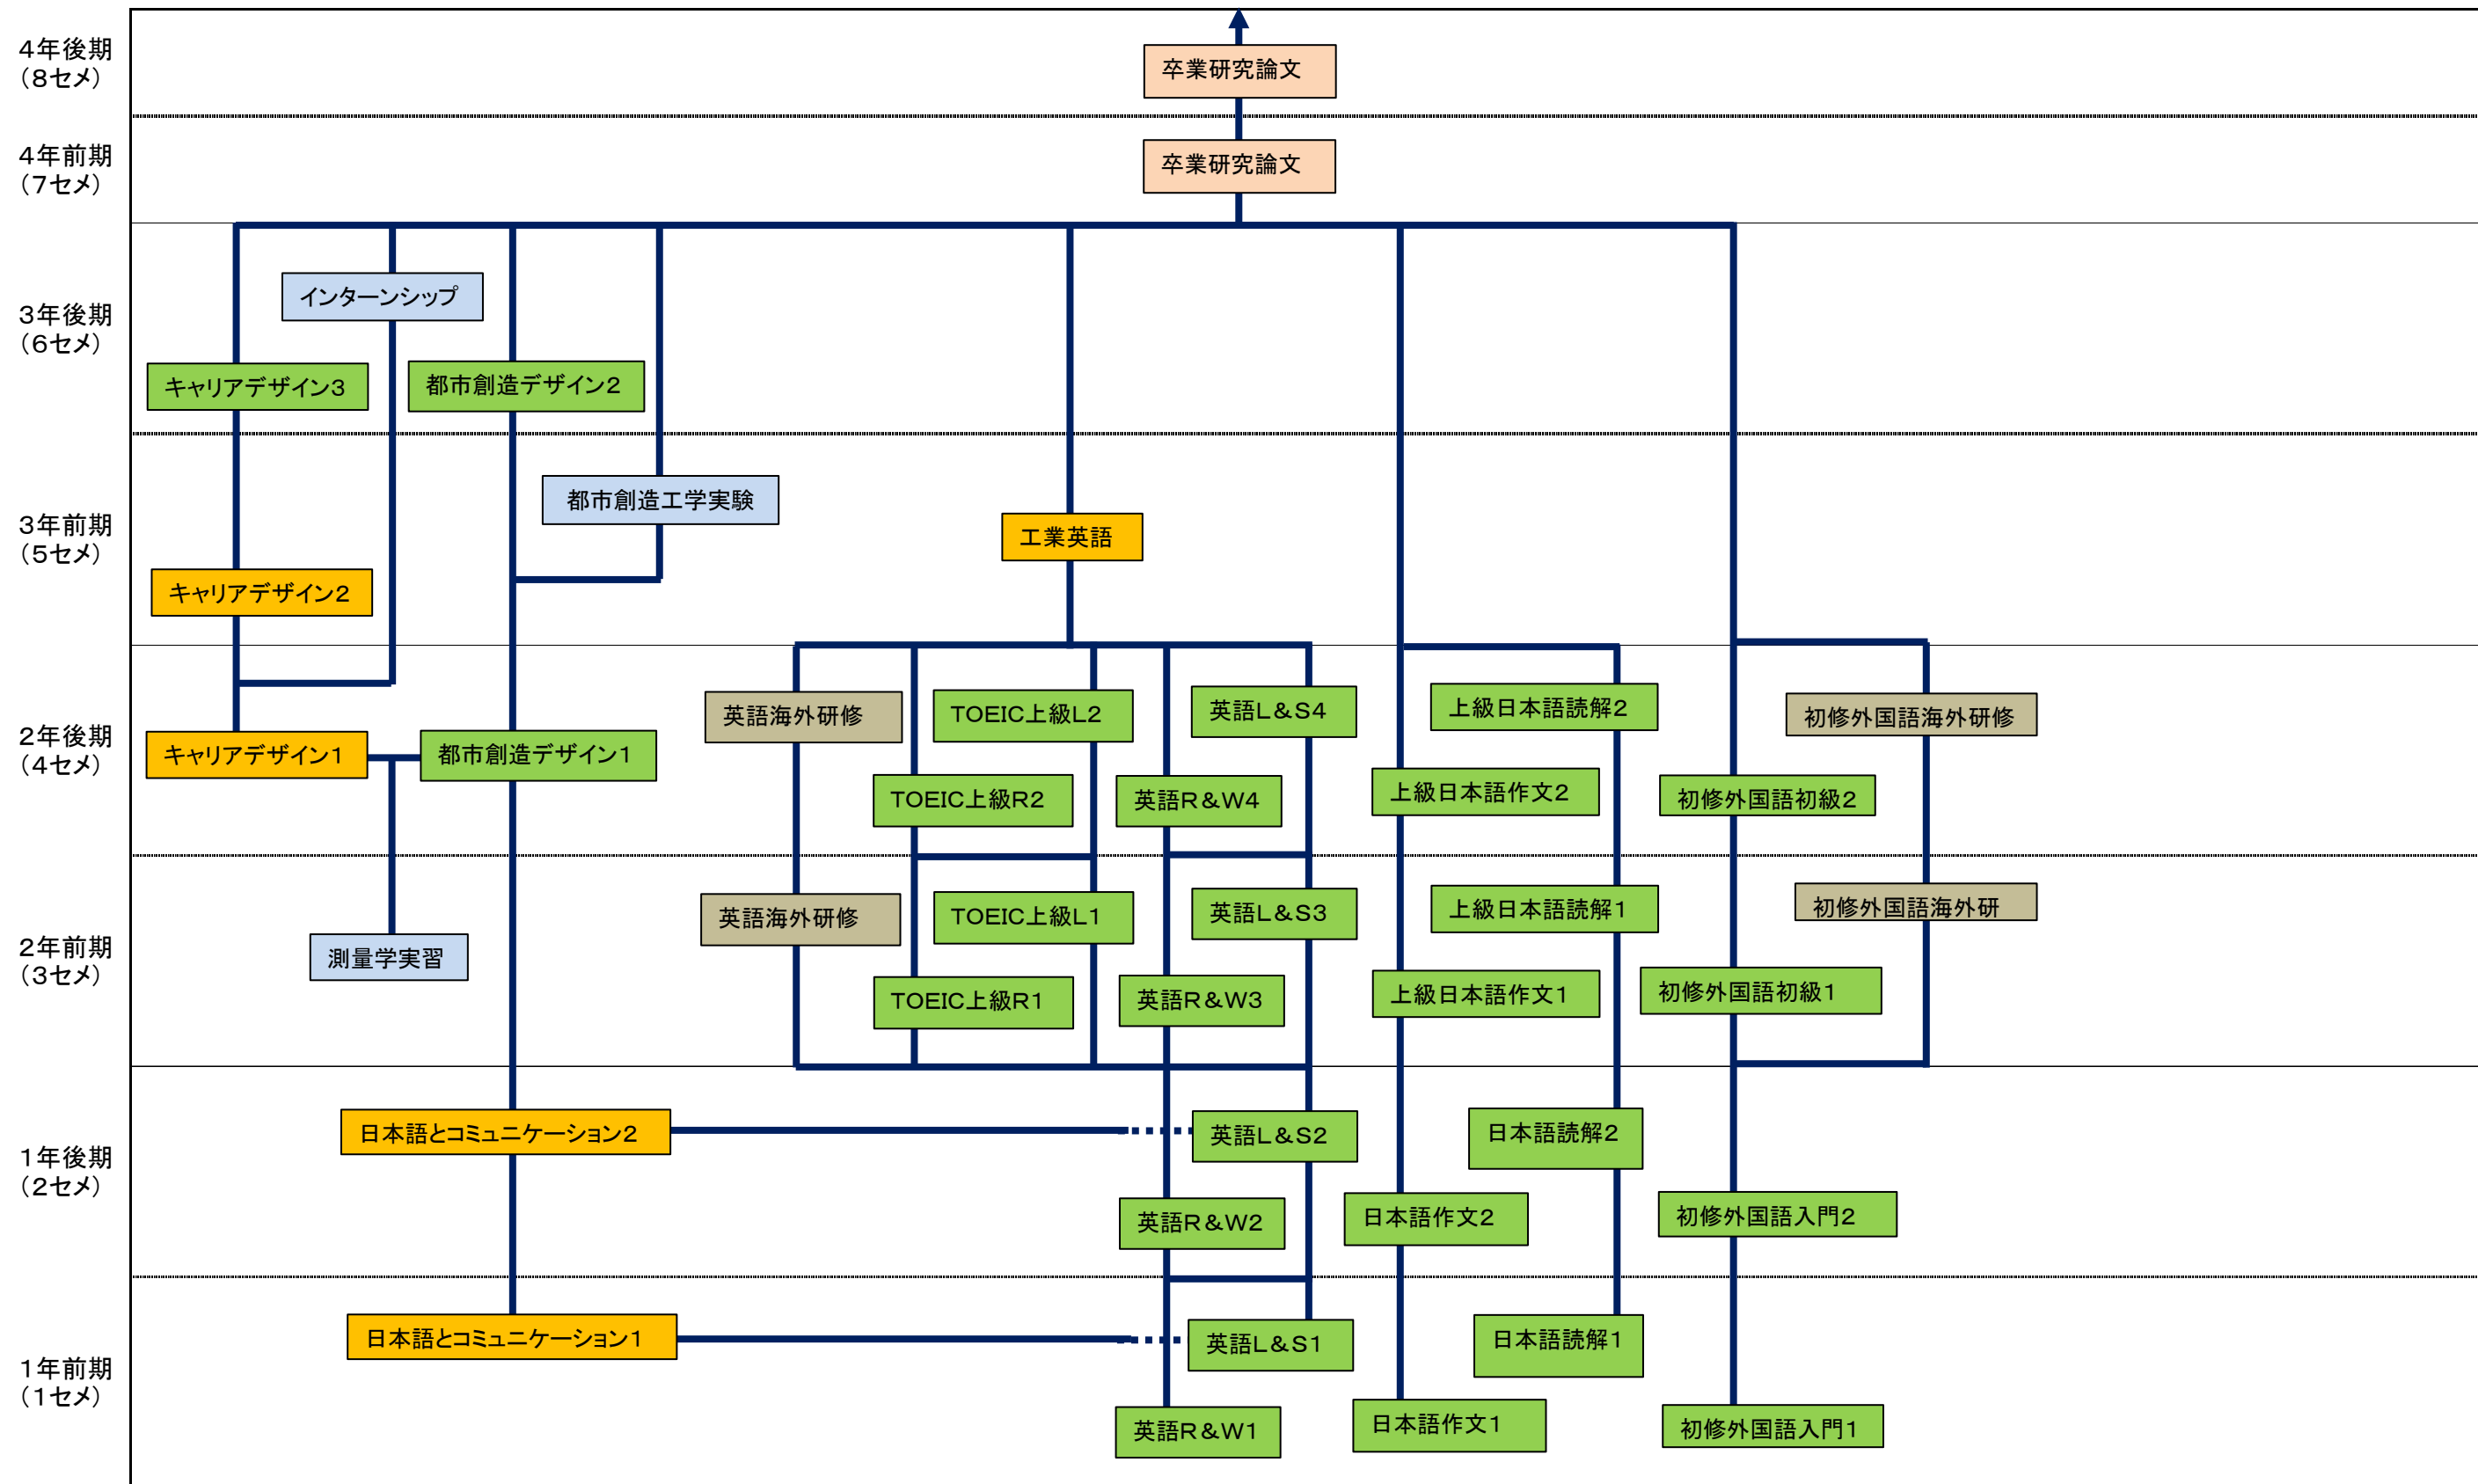 4年後期
（8セメ）
卒業研究論文
4年前期
（7セメ）
卒業研究論文
3年後期
（6セメ）
インターンシップ
キャリアデザイン3
都市創造デザイン2
3年前期
（5セメ）
都市創造工学実験
工業英語
キャリアデザイン2
2年後期
（4セメ）
英語海外研修
TOEIC上級L2
英語L＆S4
上級日本語読解2
初修外国語海外研修
キャリアデザイン1
都市創造デザイン1
TOEIC上級R2
英語R＆W4
上級日本語作文2
初修外国語初級2
2年前期
（3セメ）
英語海外研修
TOEIC上級L1
英語L＆S3
上級日本語読解1
初修外国語海外研
測量学実習
TOEIC上級R1
英語R＆W3
上級日本語作文1
初修外国語初級1
1年後期
（2セメ）
日本語とコミュニケーション2
英語L＆S2
日本語読解2
英語R＆W2
日本語作文2
初修外国語入門2
1年前期
（1セメ）
日本語とコミュニケーション1
英語L＆S1
日本語読解1
英語R＆W1
日本語作文1
初修外国語入門1